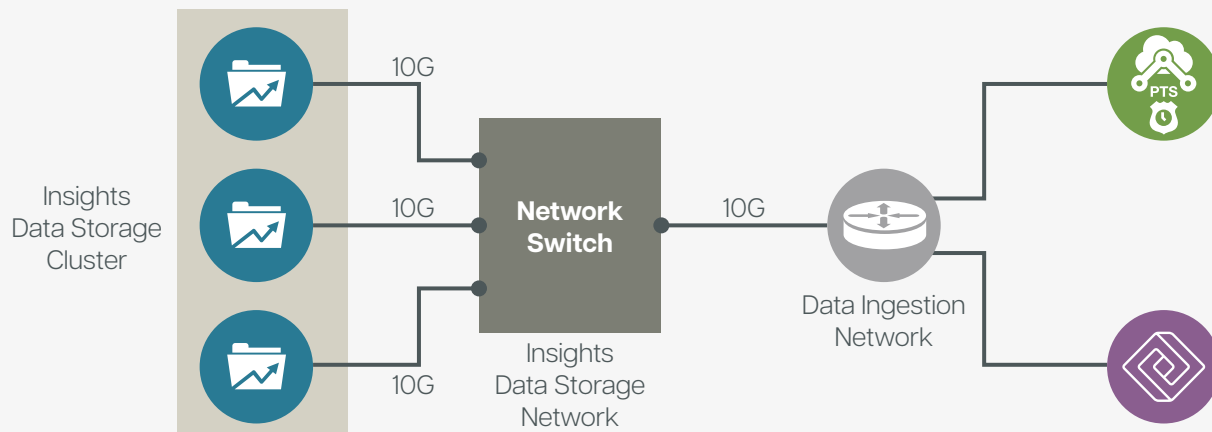 10G
PTS
Insights
Data Storage
Cluster
10G
Network
Switch
10G
Data Ingestion
Network
10G
Insights
Data Storage
Network